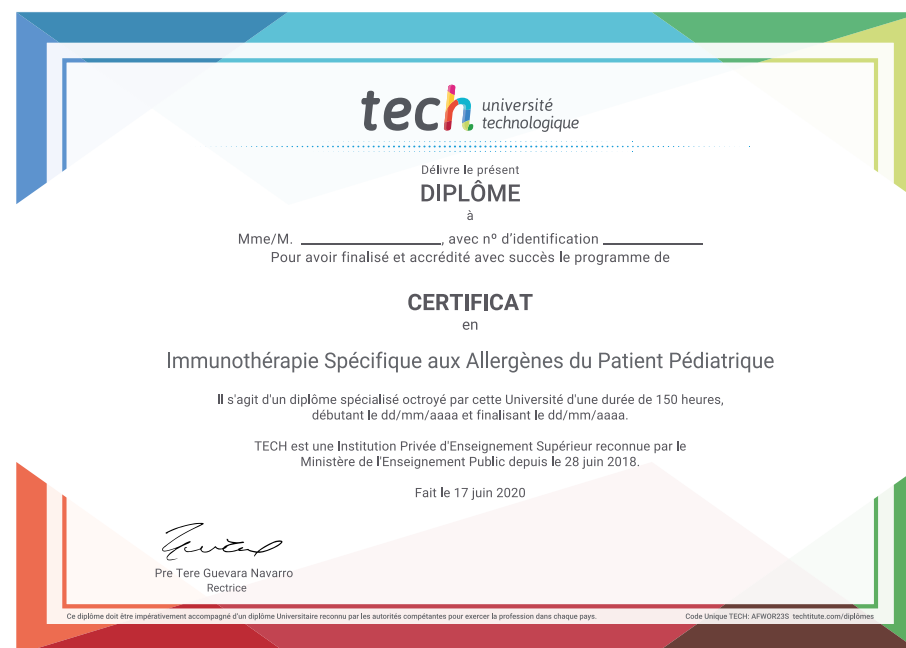 tech université
technologique
Délivre le présent
DIPLÔME
à
Mme/M. ____________________, avec nº d'identification ______________
Pour avoir finalisé et accrédité avec succès le programme de
CERTIFICAT
en
Immunothérapie Spécifique aux Allergènes du Patient Pédiatrique
Il s'agit d'un diplôme spécialisé octroyé par cette Université d'une durée de 150 heures,
débutant le dd/mm/aaaa et finalisant le dd/mm/aaaa.
TECH est une Institution Privée d'Enseignement Supérieur reconnue par le
Ministère de l'Enseignement Public depuis le 28 juin 2018.
Fait le 17 juin 2020
Pre Tere Guevara Navarro
Rectrice
Ce diplôme doit être impérativement accompagné d'un diplôme Universitaire reconnu par les autorités compétantes pour exercer la profession dans chaque pays.
Code Unique TECH: AFWOR23S techtitute.com/diplômes